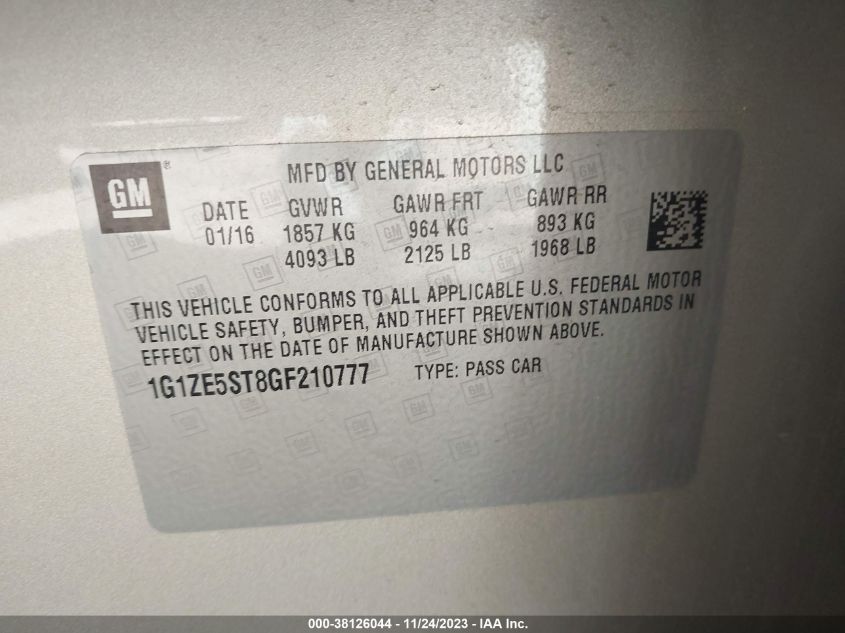 GM®
MFD BY GENERAL MOTORS LLC
DATE GVWR GAWR FRT GAWR RR
01/16 1857 KG 964 KG 893 KG
4093 LB 2125 LB 1968 LB
THIS VEHICLE CONFORMS TO ALL APPLICABLE U.S. FEDERAL MOTOR
VEHICLE SAFETY, BUMPER, AND THEFT PREVENTION STANDARDS IN
EFFECT ON THE DATE OF MANUFACTURE SHOWN ABOVE.
1G1ZE5ST8GF210777 TYPE: PASS CAR
000-38126044 - 11/24/2023 - IAA Inc.